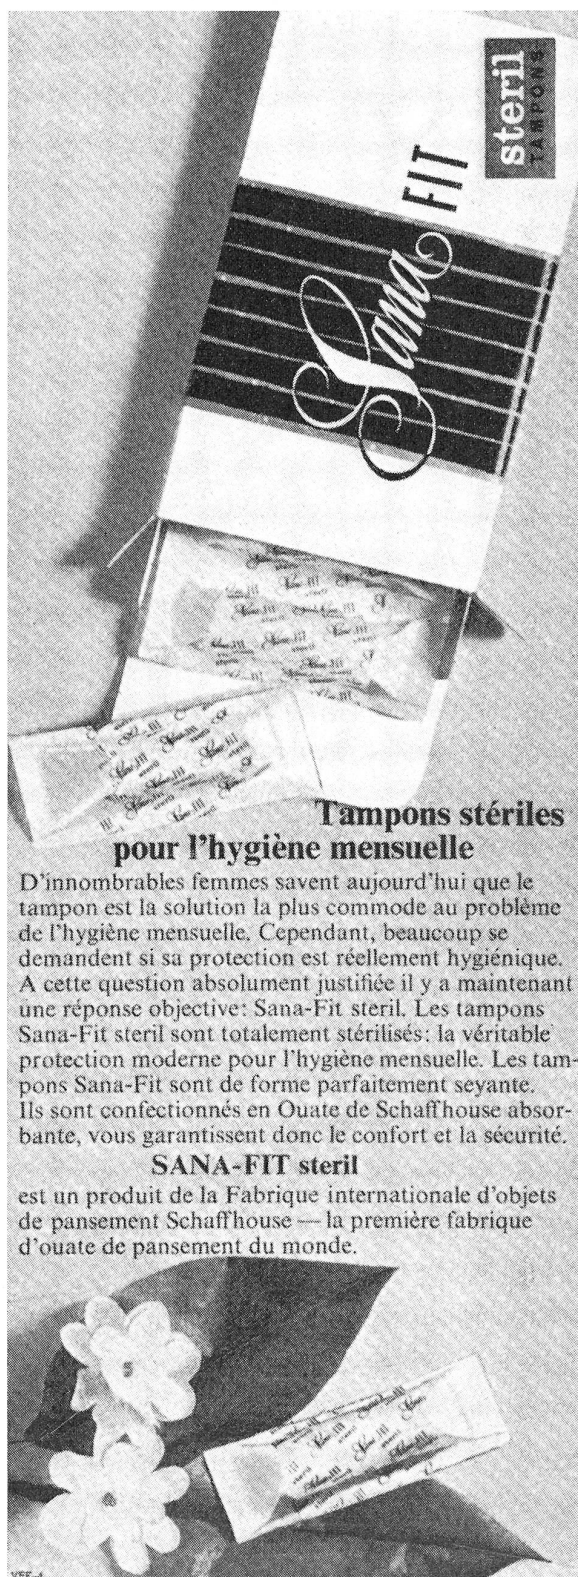 steril
TAMPONS
Sana FIT
Tampons stériles
pour l'hygiène mensuelle
D'innombrables femmes savent aujourd'hui que le
tampon est la solution la plus commode au problème
de l'hygiène mensuelle. Cependant, beaucoup se
demandent si sa protection est réellement hygiénique.
A cette question absolument justifiée il y a maintenant
une réponse objective: Sana-Fit steril. Les tampons
Sana-Fit steril sont totalement stérilisés: la véritable
protection moderne pour l'hygiène mensuelle. Les tam-
pons Sana-Fit sont de forme parfaitement seyante.
Ils sont confectionnés en Ouate de Schaffhouse absor-
bante, vous garantissent donc le confort et la sécurité.
SANA-FIT steril
est un produit de la Fabrique internationale d'objets
de pansement Schaffhouse — la première fabrique
d'ouate de pansement du monde.